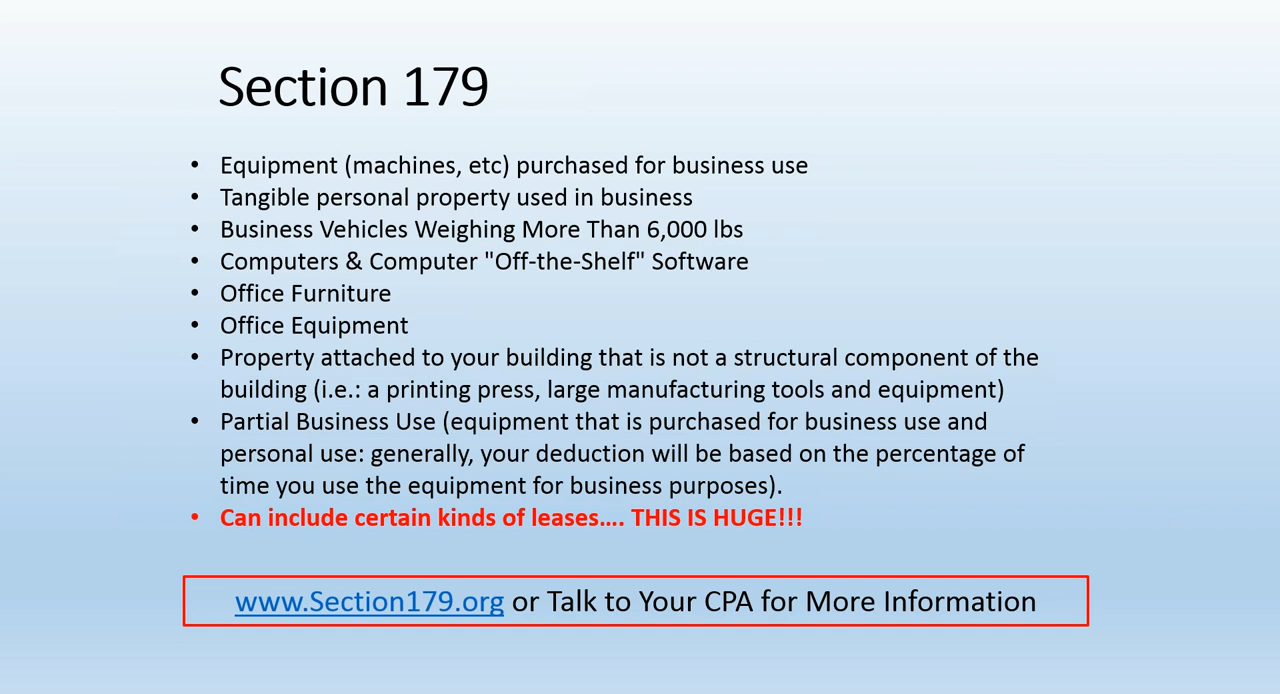 Section 179
• Equipment (machines, etc) purchased for business use
• Tangible personal property used in business
• Business Vehicles Weighing More Than 6,000 lbs
• Computers & Computer "Off-the-Shelf" Software
• Office Furniture
• Office Equipment
• Property attached to your building that is not a structural component of the
building (i.e.: a printing press, large manufacturing tools and equipment)
• Partial Business Use (equipment that is purchased for business use and
personal use: generally, your deduction will be based on the percentage of
time you use the equipment for business purposes).
• Can include certain kinds of leases.... THIS IS HUGE!!!
www.Section179.org or Talk to Your CPA for More Information